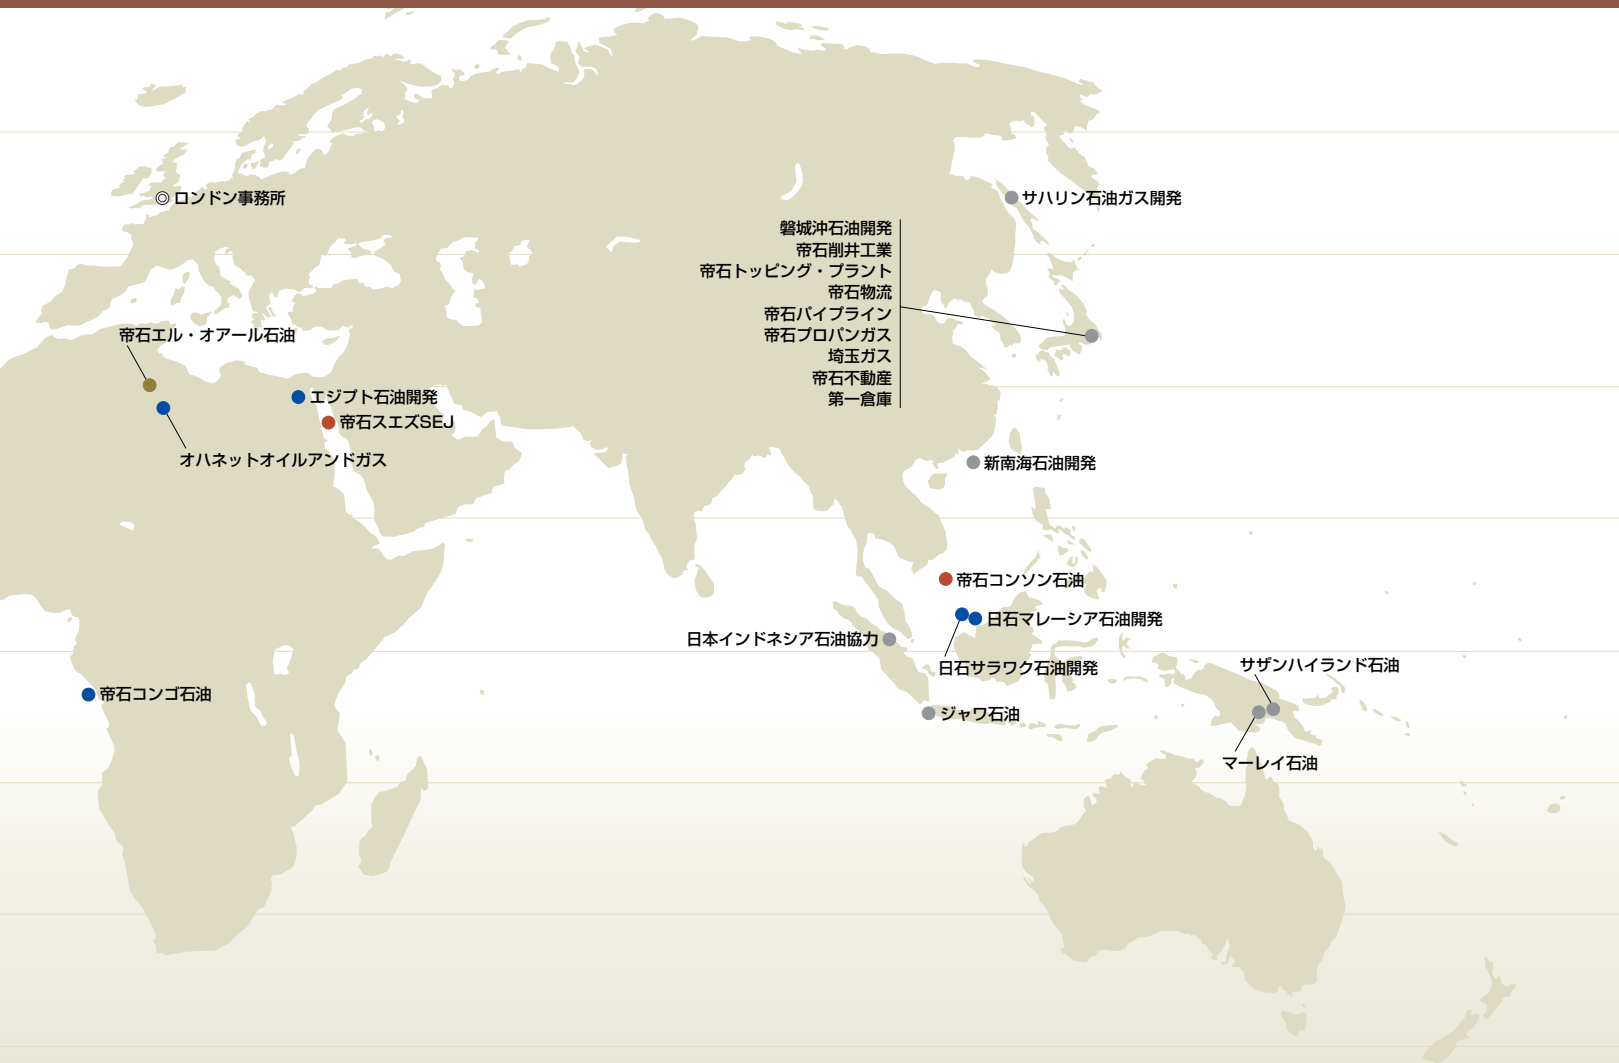 ◎ ロンドン事務所
サハリン石油ガス開発
磐城沖石油開発
帝石削井工業
帝石トッピング・プラント
帝石物流
帝石パイプライン
帝石プロパンガス
埼玉ガス
帝石不動産
第一倉庫
帝石エル・オアール石油
エジプト石油開発
帝石スエズSEJ
オハネットオイルアンドガス
新南海石油開発
帝石コンソン石油
日石マレーシア石油開発
日本インドネシア石油協力
日石サラワク石油開発
サザンハイランド石油
帝石コンゴ石油
ジャワ石油
マーレイ石油